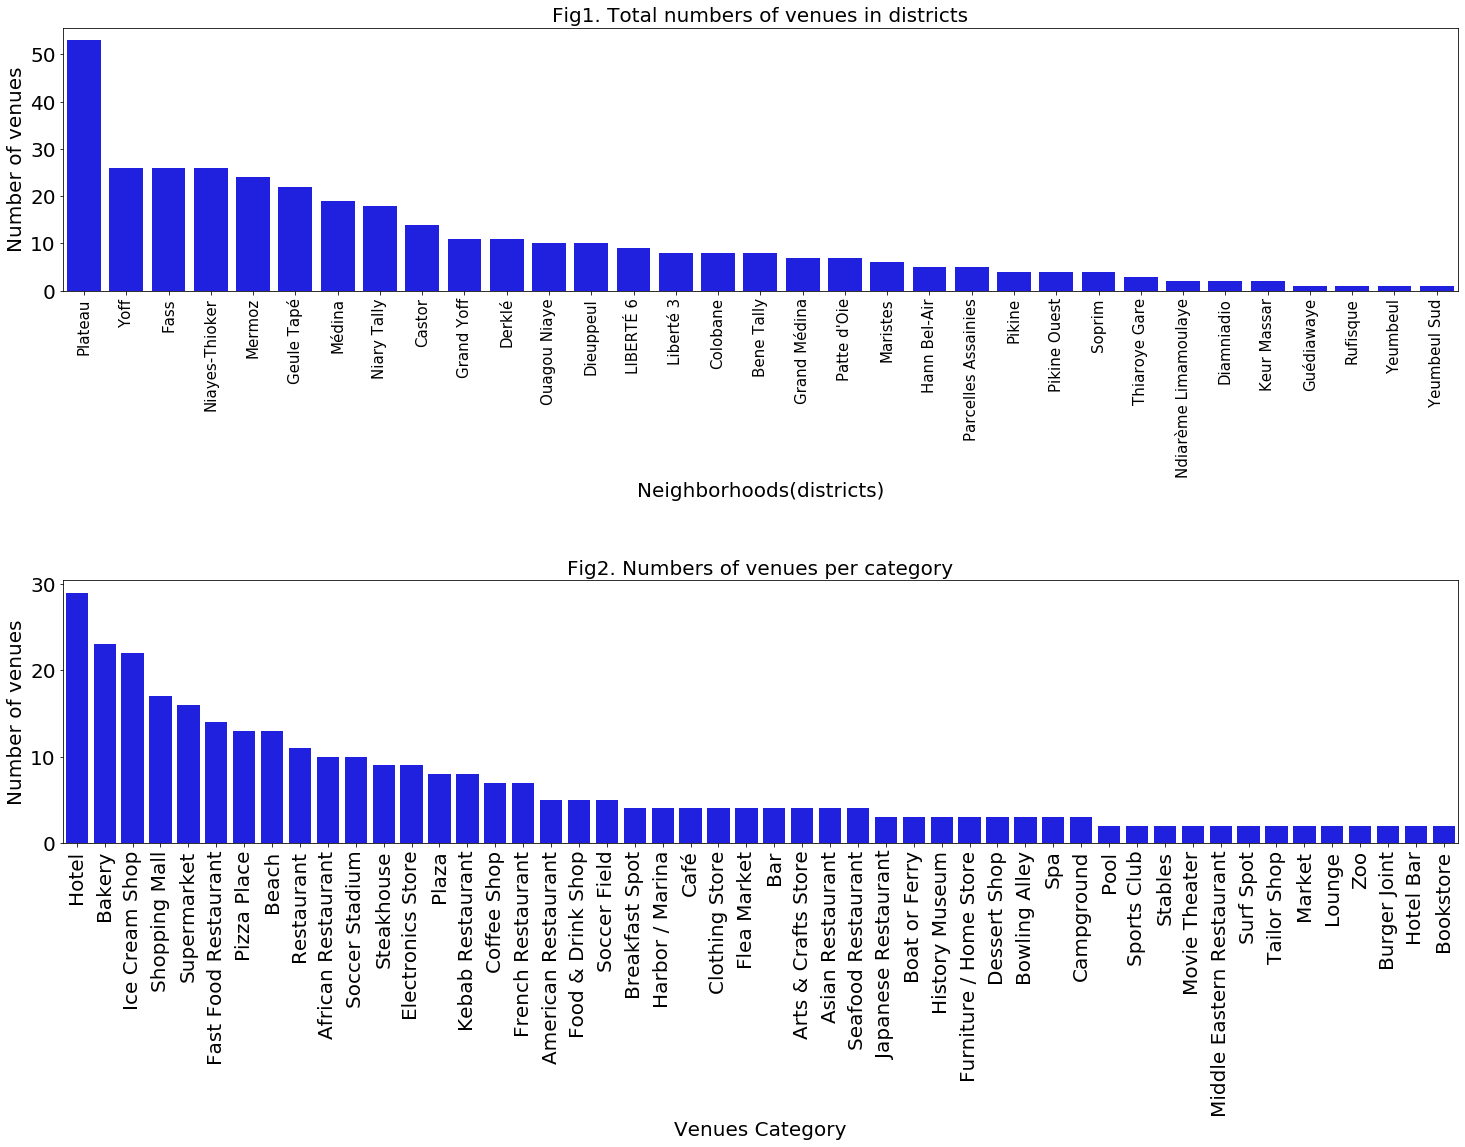 Fig1. Total numbers of venues in districts
Number of venues
50
40
30
20
10
0
Plateau
Yoff
Fass
Niayes-Thioker
Mermoz
Geule Tapé
Médina
Niary Tally
Castor
Grand Yoff
Derklé
Ouagou Niaye
Dieuppeul
LIBERTÉ 6
Liberté 3
Colobane
Bene Tally
Grand Médina
Patte d'Oie
Maristes
Hann Bel-Air
Parcelles Assainies
Pikine
Pikine Ouest
Soprim
Thiaroye Gare
Ndiarème Limamoulaye
Diamniadio
Keur Massar
Guédiawaye
Rufisque
Yeumbeul
Yeumbeul Sud
Neighborhoods(districts)
Fig2. Numbers of venues per category
Number of venues
30
20
10
0
Hotel
Bakery
Ice Cream Shop
Shopping Mall
Supermarket
Fast Food Restaurant
Pizza Place
Beach
Restaurant
African Restaurant
Soccer Stadium
Steakhouse
Electronics Store
Plaza
Kebab Restaurant
Coffee Shop
French Restaurant
American Restaurant
Food & Drink Shop
Soccer Field
Breakfast Spot
Harbor / Marina
Café
Clothing Store
Flea Market
Bar
Arts & Crafts Store
Asian Restaurant
Seafood Restaurant
Japanese Restaurant
Boat or Ferry
History Museum
Furniture / Home Store
Dessert Shop
Bowling Alley
Spa
Campground
Pool
Sports Club
Stables
Movie Theater
Middle Eastern Restaurant
Surf Spot
Tailor Shop
Market
Lounge
Zoo
Burger Joint
Hotel Bar
Bookstore
Venues Category